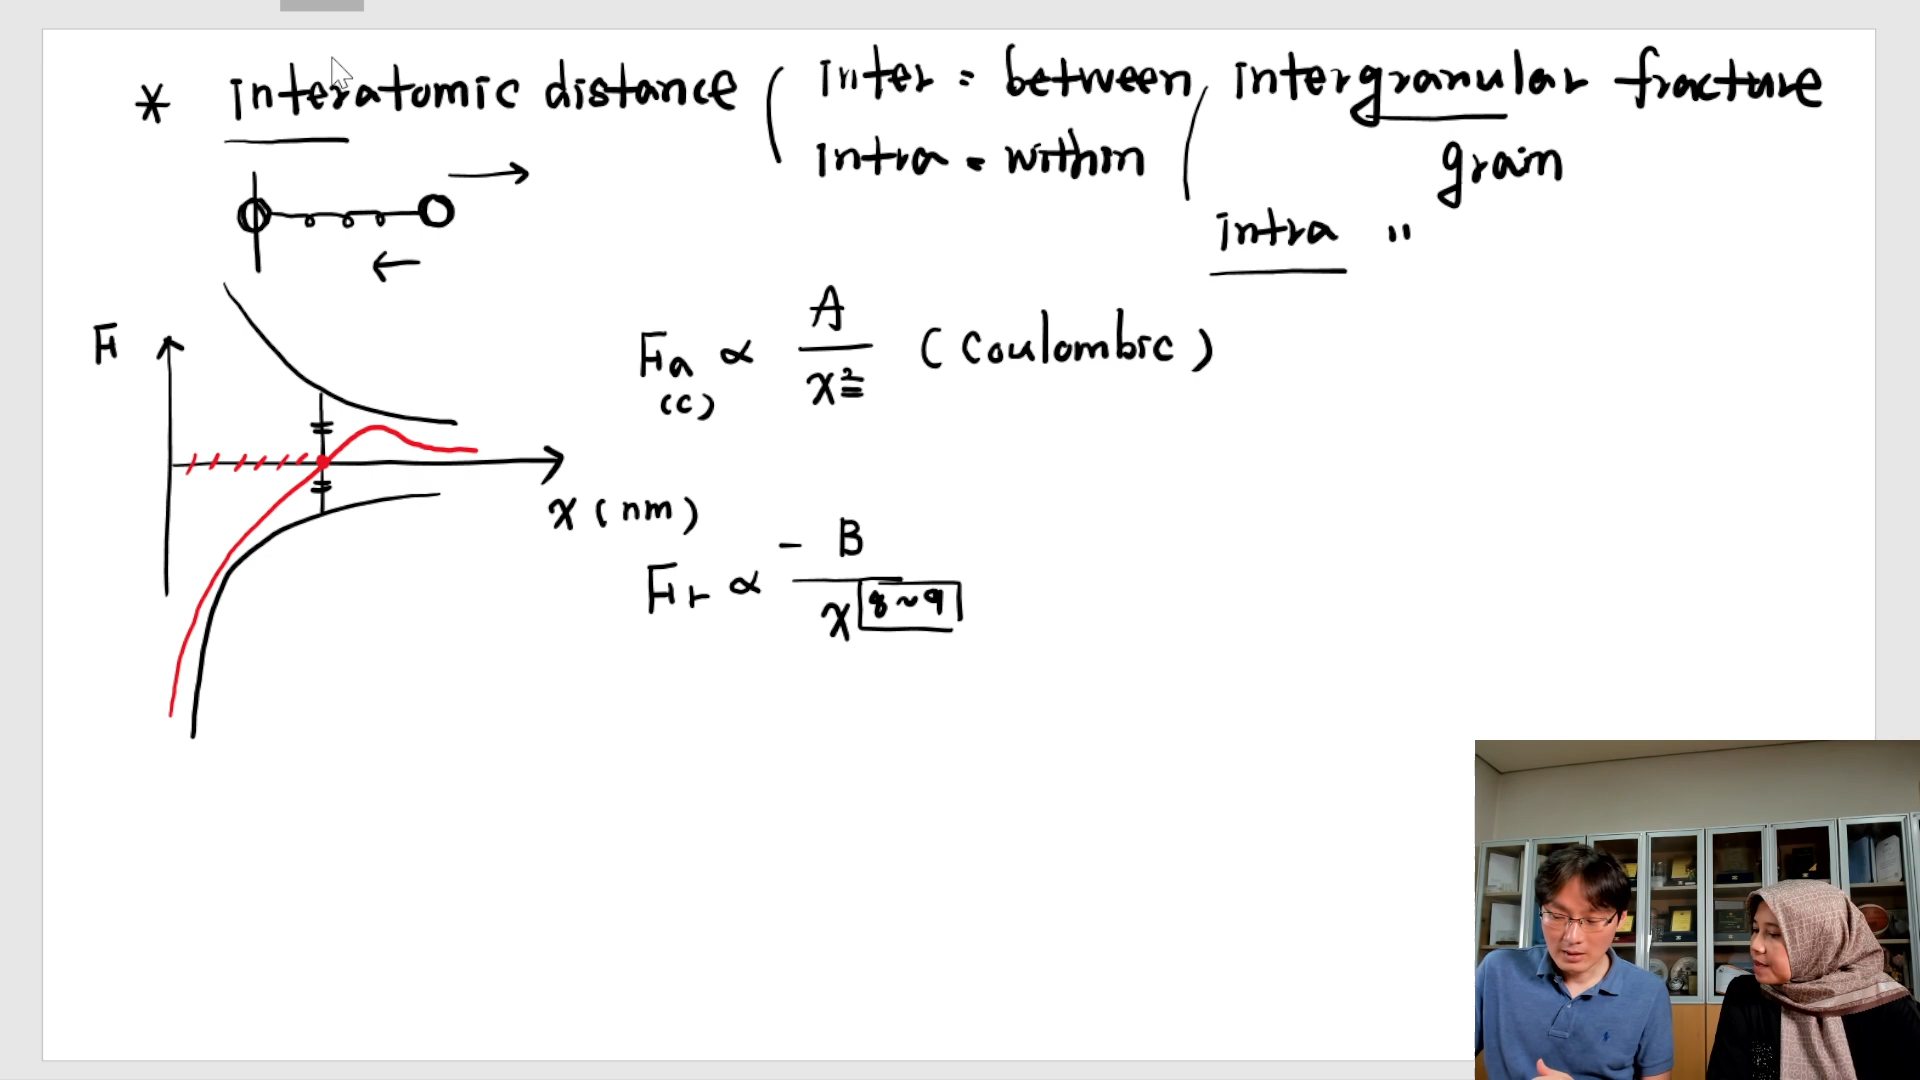 * interatomic distance ( inter = between / intergranular fracture
intra = within
grain
intra "
F
Fa ∝ A / x² (Coulombic)
(c)
x (nm)
Fr ∝ - B / x^8~9